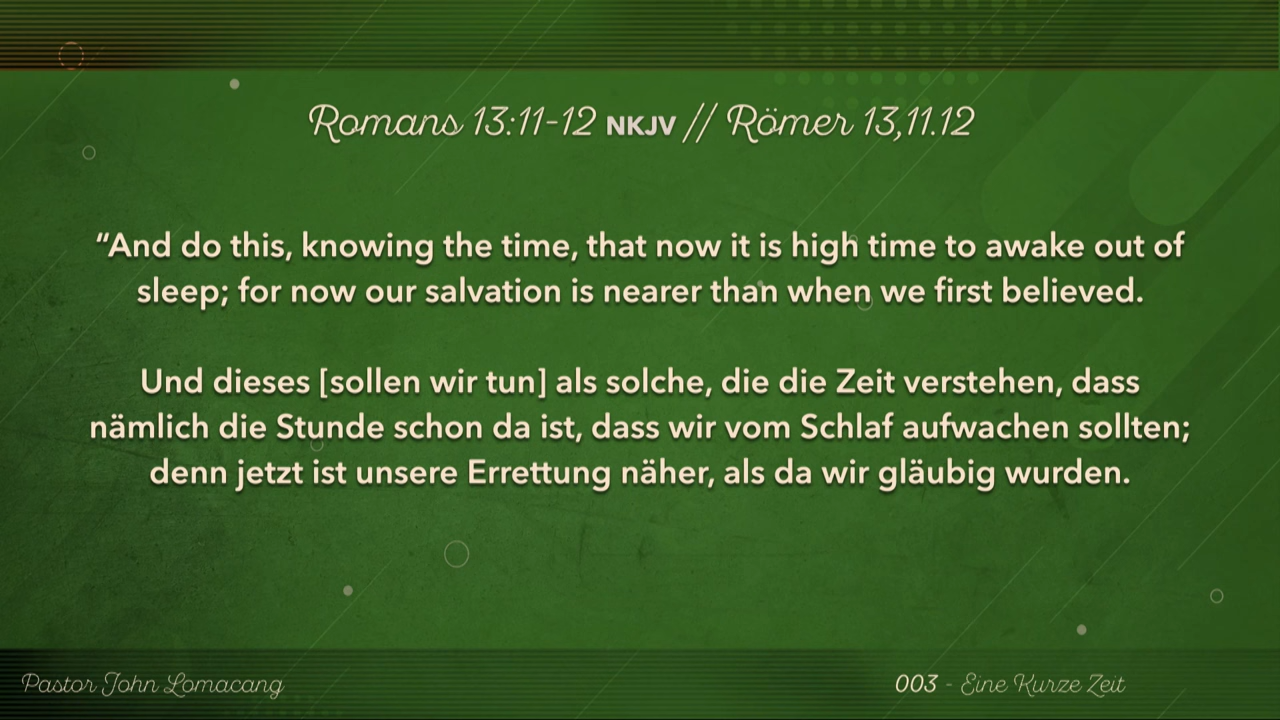 Romans 13:11-12 NKJV // Römer 13,11.12
“And do this, knowing the time, that now it is high time to awake out of
sleep; for now our salvation is nearer than when we first believed.
Und dieses [sollen wir tun] als solche, die die Zeit verstehen, dass
nämlich die Stunde schon da ist, dass wir vom Schlaf aufwachen sollten;
denn jetzt ist unsere Errettung näher, als da wir gläubig wurden.
Pastor John Lomacang
003 - Eine Kurze Zeit